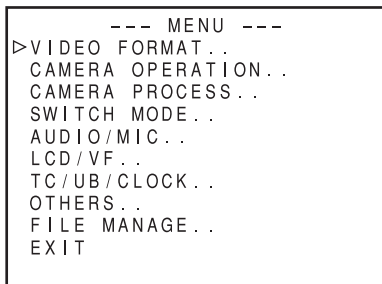 --- MENU ---
▷VIDEO FORMAT..
CAMERA OPERATION..
CAMERA PROCESS..
SWITCH MODE..
AUDIO/MIC..
LCD/VF..
TC/UB/CLOCK..
OTHERS..
FILE MANAGE..
EXIT